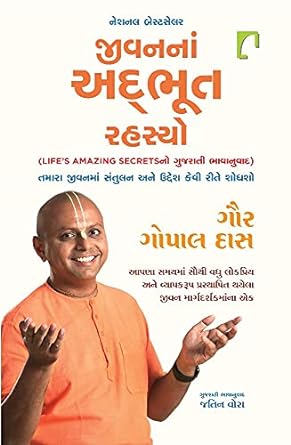 નેશનલ બેસ્ટસેલર
જીવનનાં
અદ્ભૂત
રહસ્યો
(LIFE'S AMAZING SECRETSનો ગુજરાતી ભાવાનુવાદ)
તમારા જીવનમાં સંતુલન અને ઉદ્દેશ કેવી રીતે શોધશો
ગૌર
ગોપાલ દાસ
આપણા સમયમાં સૌથી વધુ લોકપ્રિય
અને વ્યાપકરૂપ પ્રસ્થાપિત થયેલા
જીવન માર્ગદર્શકમાંના એક
ગુજરાતી ભાવાનુવાદ
જતિન વોરા